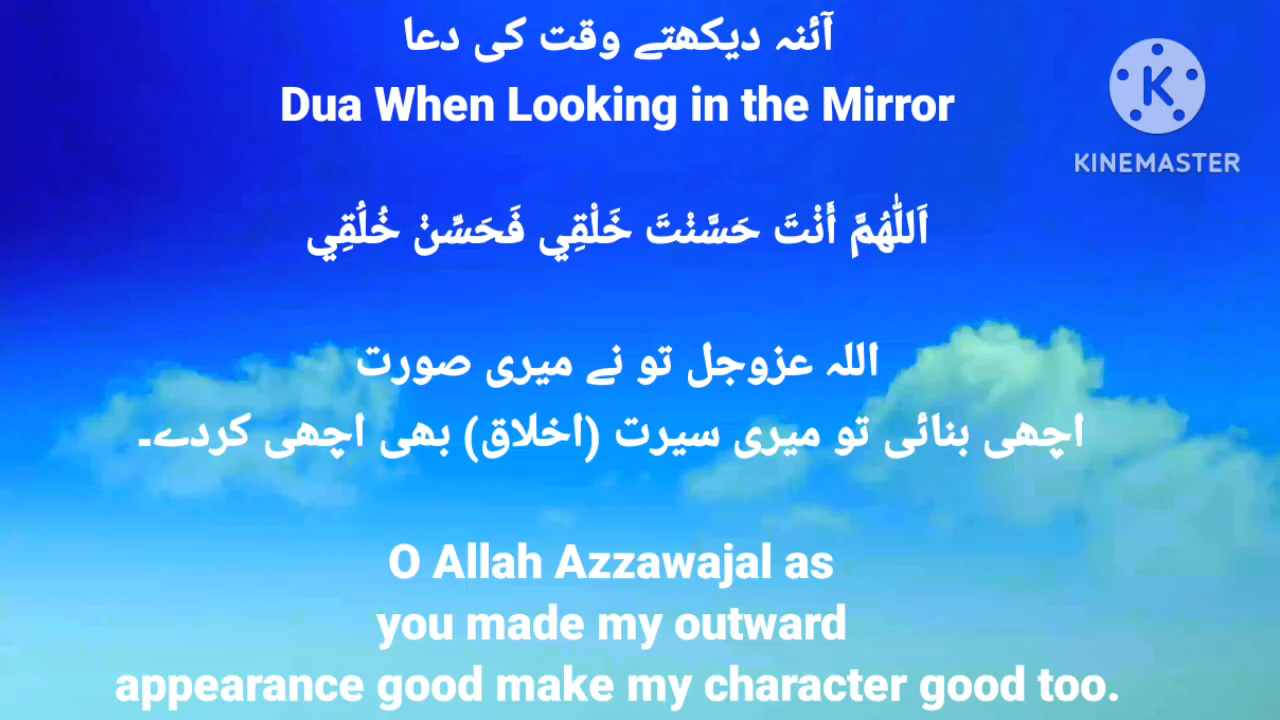 آئنہ دیکھتے وقت کی دعا
Dua When Looking in the Mirror
KINEMASTER
اَللّٰهُمَّ أَنْتَ حَسَّنْتَ خَلْقِي فَحَسِّنْ خُلُقِي
اللہ عزوجل تو نے میری صورت
اچھی بنائی تو میری سیرت (اخلاق) بھی اچھی کردے۔
O Allah Azzawajal as
you made my outward
appearance good make my character good too.